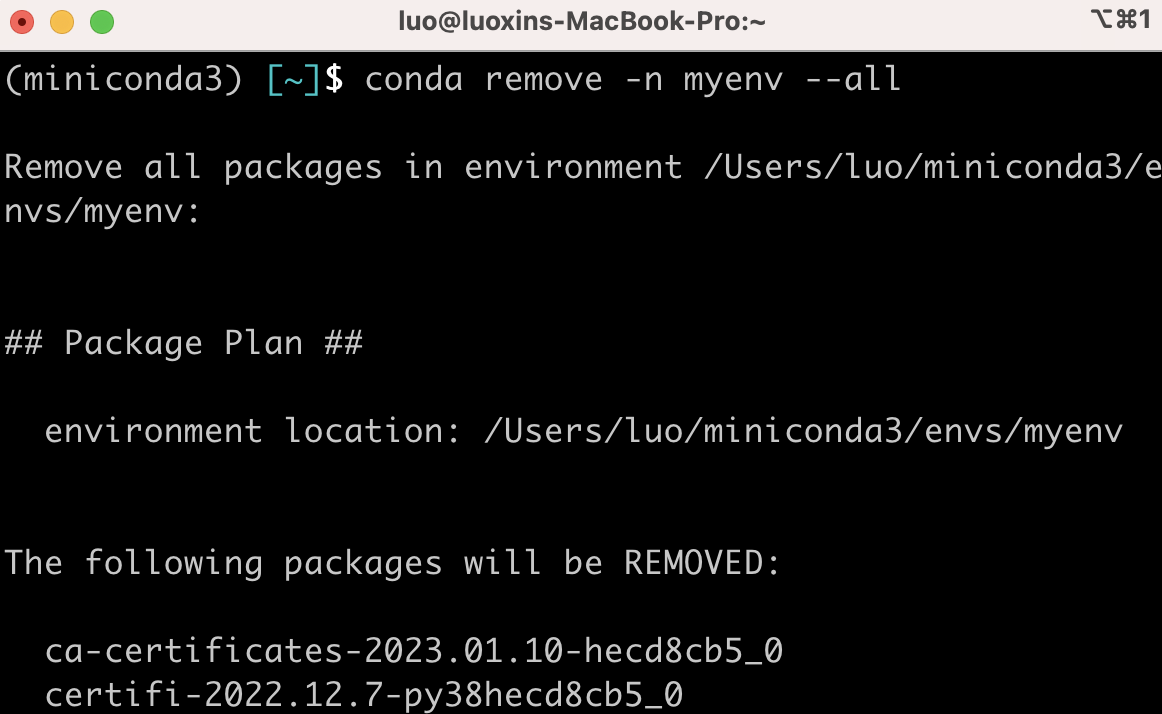 luo@luoxins-MacBook-Pro:~
⌥⌘1
(miniconda3) [~]$ conda remove -n myenv --all
Remove all packages in environment /Users/luo/miniconda3/e
nvs/myenv:
## Package Plan ##
environment location: /Users/luo/miniconda3/envs/myenv
The following packages will be REMOVED:
ca-certificates-2023.01.10-hecd8cb5_0
certifi-2022.12.7-py38hecd8cb5_0